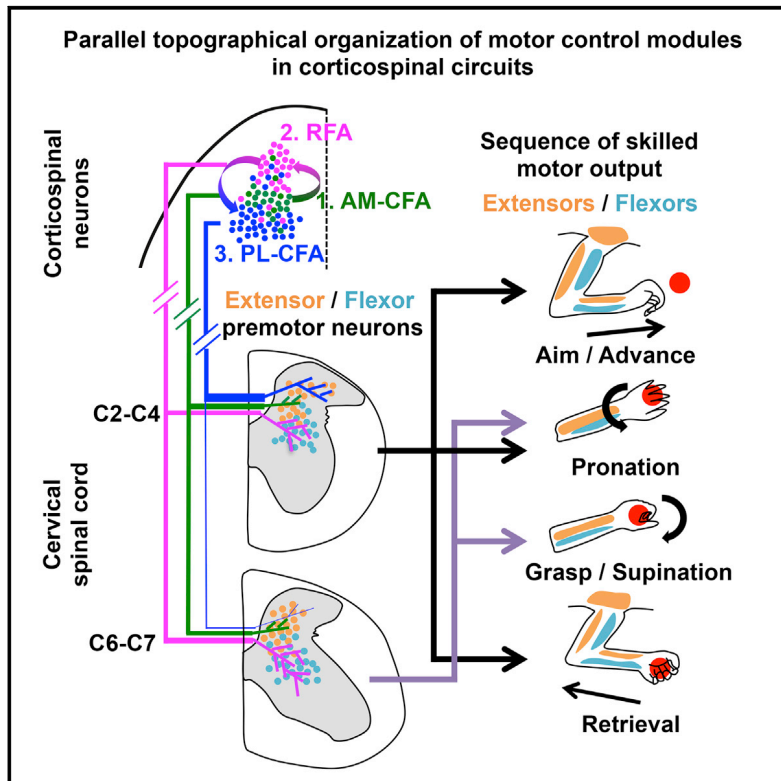 Parallel topographical organization of motor control modules
in corticospinal circuits
Corticospinal
neurons
2. RFA
1. AM-CFA
3. PL-CFA
Extensor / Flexor
premotor neurons
Cervical
spinal cord
C2-C4
C6-C7
Sequence of skilled
motor output
Extensors / Flexors
Aim / Advance
Pronation
Grasp / Supination
Retrieval